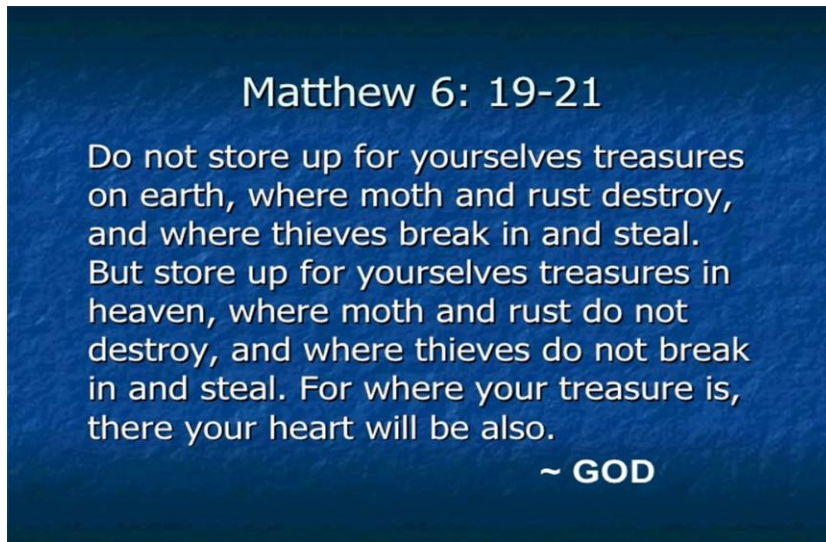 Matthew 6: 19-21
Do not store up for yourselves treasures
on earth, where moth and rust destroy,
and where thieves break in and steal.
But store up for yourselves treasures in
heaven, where moth and rust do not
destroy, and where thieves do not break
in and steal. For where your treasure is,
there your heart will be also.
~ GOD